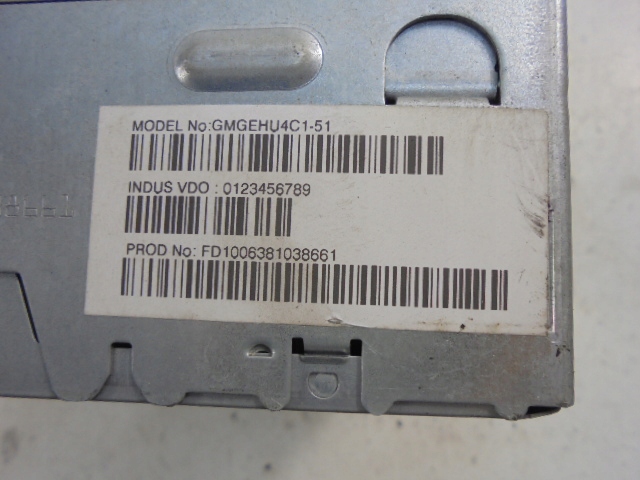 MODEL No:GMGEHU4C1-51
INDUS VDO : 0123456789
PROD No: FD1006381038661